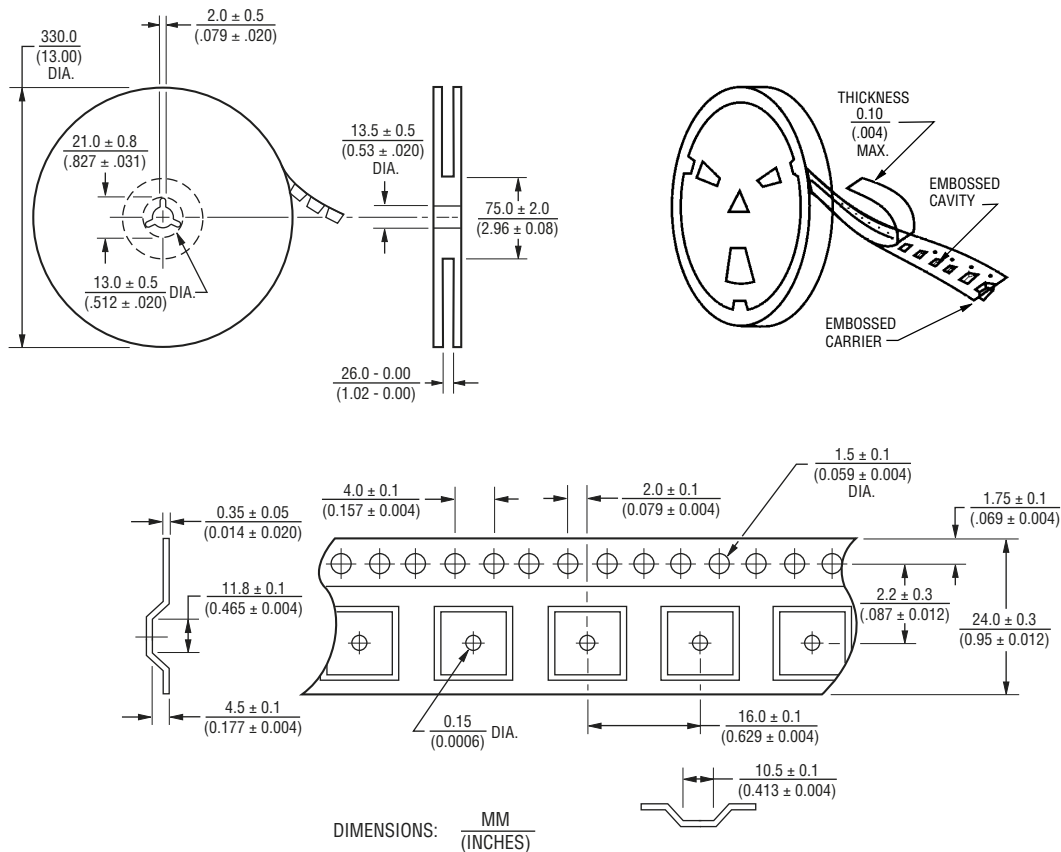 2.0 ± 0.5
(.079 ± .020)
330.0
(13.00)
DIA.
21.0 ± 0.8
(.827 ± .031)
13.0 ± 0.5
(.512 ± .020)
DIA.
13.5 ± 0.5
(0.53 ± .020)
DIA.
75.0 ± 2.0
(2.96 ± 0.08)
26.0 - 0.00
(1.02 - 0.00)
THICKNESS
0.10
(.004)
MAX.
EMBOSSED
CAVITY
EMBOSSED
CARRIER
1.5 ± 0.1
(0.059 ± 0.004)
DIA.
4.0 ± 0.1
(0.157 ± 0.004)
2.0 ± 0.1
(0.079 ± 0.004)
1.75 ± 0.1
(.069 ± 0.004)
0.35 ± 0.05
(0.014 ± 0.020)
11.8 ± 0.1
(0.465 ± 0.004)
2.2 ± 0.3
(.087 ± 0.012)
24.0 ± 0.3
(0.95 ± 0.012)
4.5 ± 0.1
(0.177 ± 0.004)
0.15
(0.0006)
DIA.
16.0 ± 0.1
(0.629 ± 0.004)
10.5 ± 0.1
(0.413 ± 0.004)
DIMENSIONS:
MM
(INCHES)